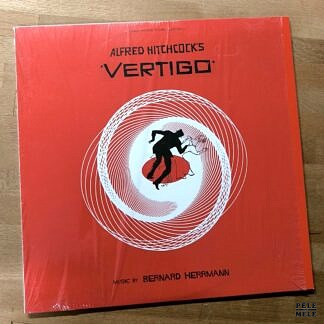 ALFRED HITCHCOCK'S
'VERTIGO'
MUSIC BY BERNARD HERRMANN
PELE
MELE